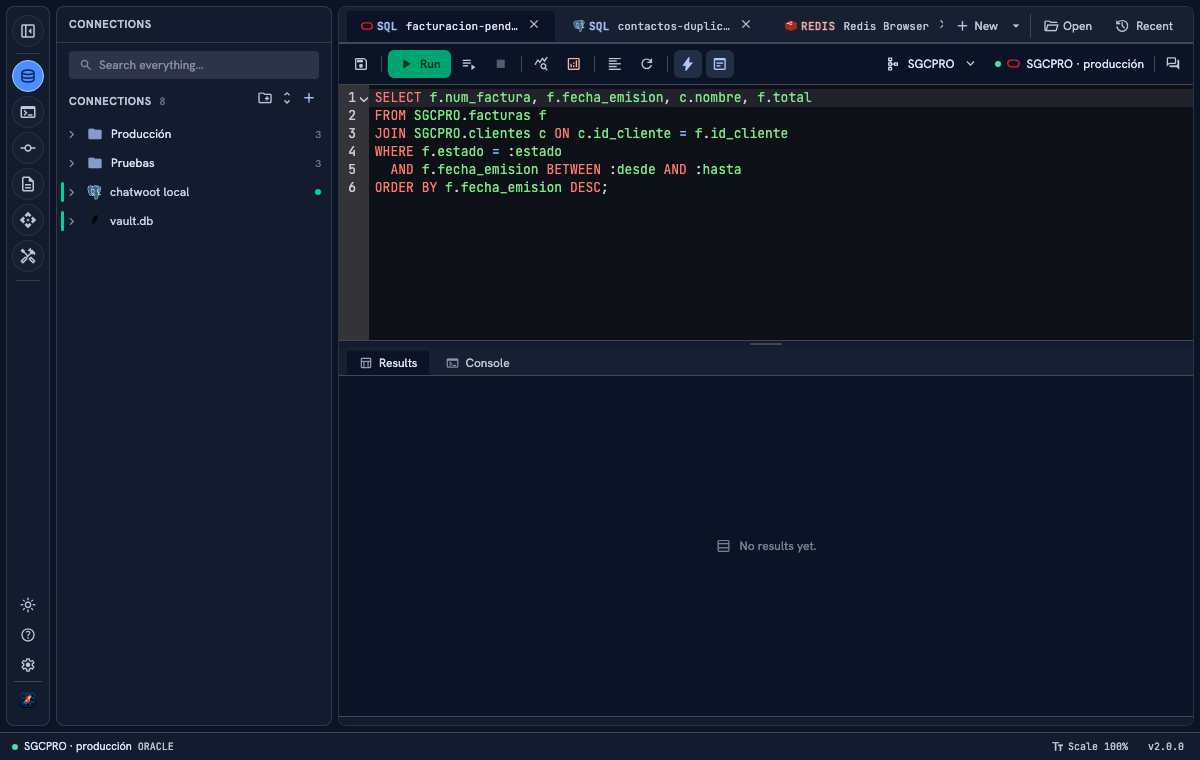 CONNECTIONS
Search everything...
CONNECTIONS 8
Producción 3
Pruebas 3
chatwoot local
vault.db
SQL facturacion-pend…
SQL contactos-duplic…
REDIS Redis Browser
New
Open
Recent
Run
SGCPRO
SGCPRO · producción
1 SELECT f.num_factura, f.fecha_emision, c.nombre, f.total
2 FROM SGCPRO.facturas f
3 JOIN SGCPRO.clientes c ON c.id_cliente = f.id_cliente
4 WHERE f.estado = :estado
5 AND f.fecha_emision BETWEEN :desde AND :hasta
6 ORDER BY f.fecha_emision DESC;
Results
Console
No results yet.
SGCPRO · producción ORACLE
Scale 100%
v2.0.0